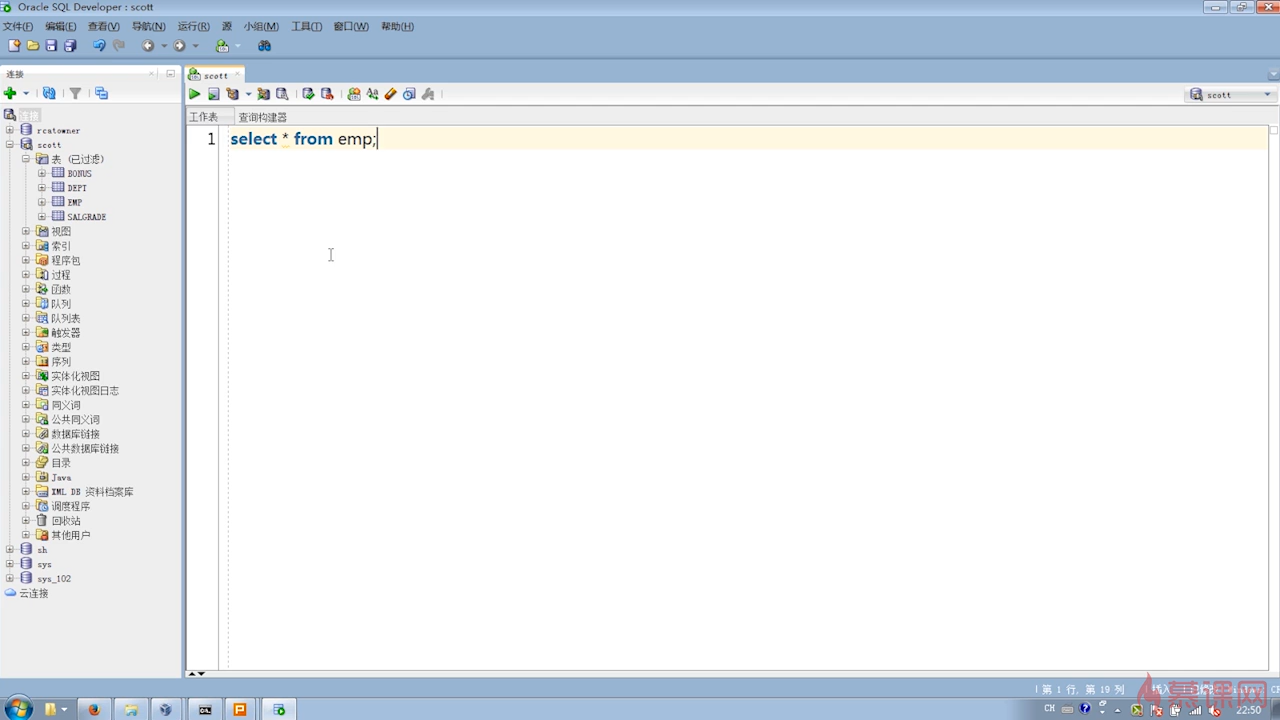 Oracle SQL Developer : scott
文件(F) 编辑(E) 查看(V) 导航(N) 运行(R) 源 小组(M) 工具(T) 窗口(W) 帮助(H)
连接
scott
scott
工作表 查询构建器
1 select * from emp;
连接
rcatowner
scott
表 (已过滤)
BONUS
DEPT
EMP
SALGRADE
视图
索引
程序包
过程
函数
队列
队列表
触发器
类型
序列
实体化视图
实体化视图日志
同义词
公共同义词
数据库链接
公共数据库链接
目录
Java
XML DB 资料档案库
调度程序
回收站
其他用户
sh
sys
sys_102
云连接
第 1 行, 第 19 列
插入
慕课网
CH
22:50